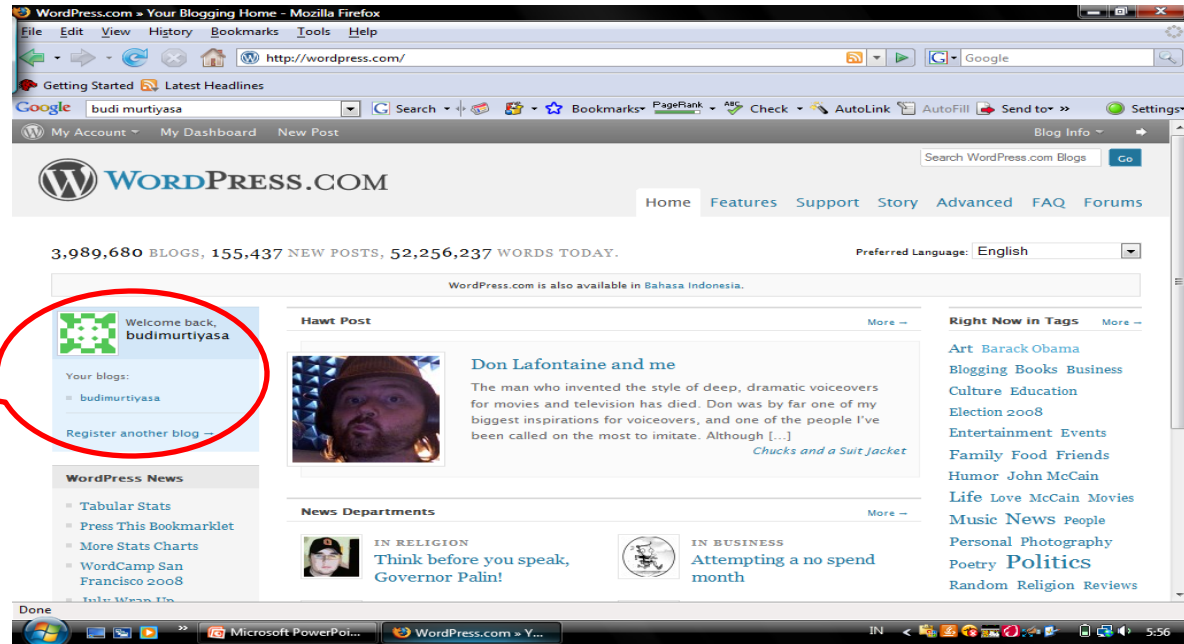 WordPress.com » Your Blogging Home - Mozilla Firefox
File Edit View History Bookmarks Tools Help
http://wordpress.com/
Google
Getting Started Latest Headlines
Google budi murtiyasa Search Bookmarks PageRank Check AutoLink AutoFill Send to Settings
My Account My Dashboard New Post Blog Info
Search WordPress.com Blogs Go
WORDPRESS.COM
Home Features Support Story Advanced FAQ Forums
3,989,680 BLOGS, 155,437 NEW POSTS, 52,256,237 WORDS TODAY.
Preferred Language: English
WordPress.com is also available in Bahasa Indonesia.
Welcome back,
budimurtiyasa
Your blogs:
budimurtiyasa
Register another blog →
WordPress News
Tabular Stats
Press This Bookmarklet
More Stats Charts
WordCamp San
Francisco 2008
July Wrap Up
Hawt Post More →
Don Lafontaine and me
The man who invented the style of deep, dramatic voiceovers
for movies and television has died. Don was by far one of my
biggest inspirations for voiceovers, and one of the people I've
been called on the most to imitate. Although [...]
Chucks and a Suit Jacket
News Departments More →
IN RELIGION
Think before you speak,
Governor Palin!
IN BUSINESS
Attempting a no spend
month
Right Now in Tags More →
Art Barack Obama
Blogging Books Business
Culture Education
Election 2008
Entertainment Events
Family Food Friends
Humor John McCain
Life Love McCain Movies
Music News People
Personal Photography
Poetry Politics
Random Religion Reviews
Done
Microsoft PowerPoi... WordPress.com » Y... IN 5:56